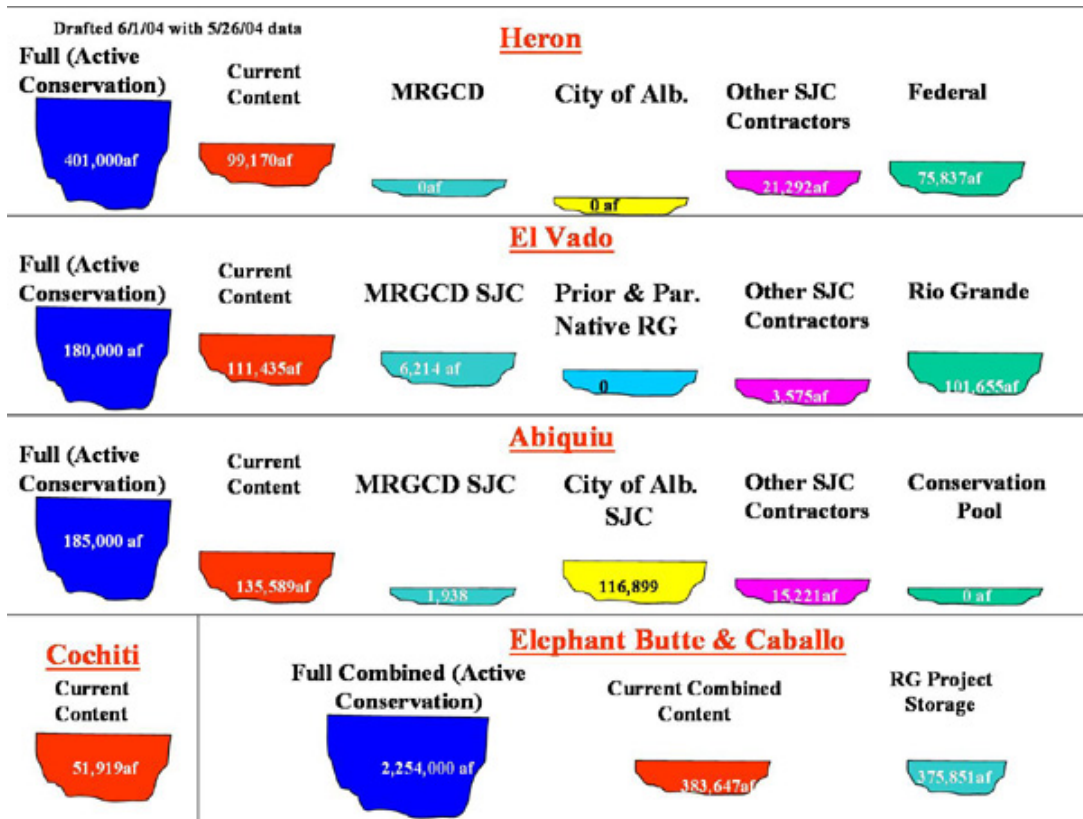 Drafted 6/1/04 with 5/26/04 data
Heron
Full (Active
Conservation)
Current
Content
MRGCD
City of Alb.
Other SJC
Contractors
Federal
401,000af
99,170af
0af
0 af
21,292af
75,837af
El Vado
Full (Active
Conservation)
Current
Content
MRGCD SJC
Prior & Par.
Native RG
Other SJC
Contractors
Rio Grande
180,000 af
111,435af
6,214 af
0
3,575af
101,655af
Abiquiu
Full (Active
Conservation)
Current
Content
MRGCD SJC
City of Alb.
SJC
Other SJC
Contractors
Conservation
Pool
185,000 af
135,589af
1,938
116,899
15,221af
0 af
Cochiti
Current
Content
51,919af
Elephant Butte & Caballo
Full Combined (Active
Conservation)
Current Combined
Content
RG Project
Storage
2,254,000 af
383,647af
375,851af